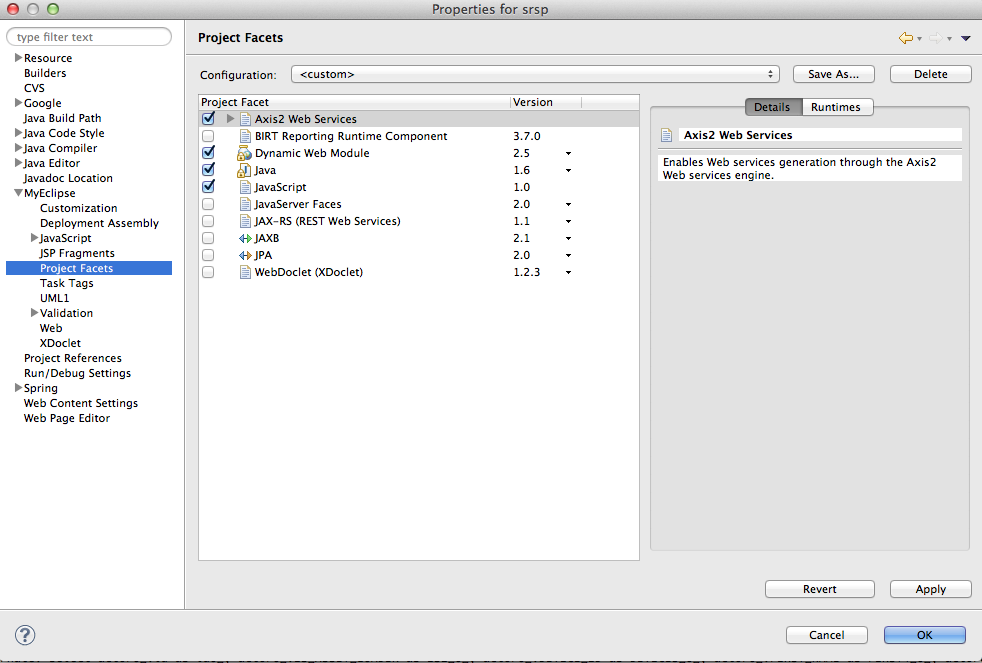 Properties for srsp
type filter text
Resource
Builders
CVS
Google
Java Build Path
Java Code Style
Java Compiler
Java Editor
Javadoc Location
MyEclipse
Customization
Deployment Assembly
JavaScript
JSP Fragments
Project Facets
Task Tags
UML1
Validation
Web
XDoclet
Project References
Run/Debug Settings
Spring
Web Content Settings
Web Page Editor
Project Facets
Configuration: <custom> Save As... Delete
Project Facet Version
Axis2 Web Services
BIRT Reporting Runtime Component 3.7.0
Dynamic Web Module 2.5
Java 1.6
JavaScript 1.0
JavaServer Faces 2.0
JAX-RS (REST Web Services) 1.1
JAXB 2.1
JPA 2.0
WebDoclet (XDoclet) 1.2.3
Details Runtimes
Axis2 Web Services
Enables Web services generation through the Axis2
Web services engine.
Revert Apply
? Cancel OK